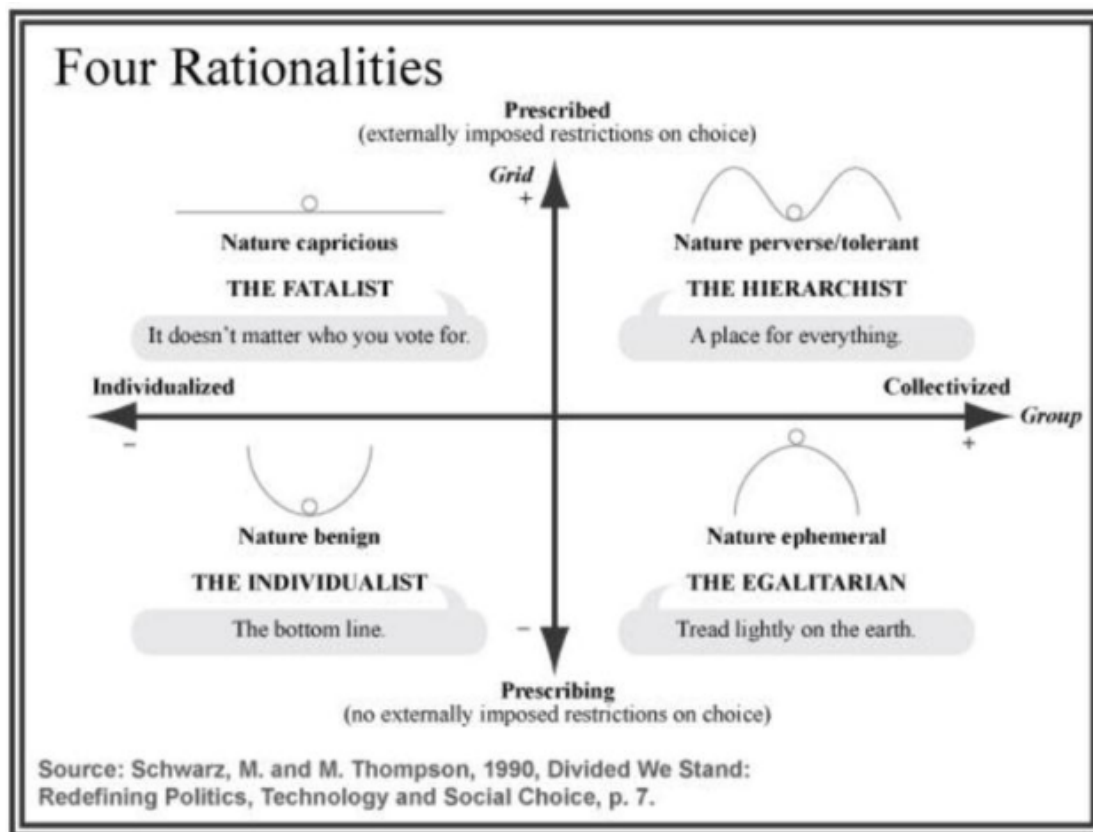 Four Rationalities
Prescribed
(externally imposed restrictions on choice)
Grid
+
Nature capricious
Nature perverse/tolerant
THE FATALIST
THE HIERARCHIST
It doesn't matter who you vote for.
A place for everything.
Individualized
Collectivized
Group
–
+
Nature benign
Nature ephemeral
THE INDIVIDUALIST
THE EGALITARIAN
The bottom line.
–
Tread lightly on the earth.
Prescribing
(no externally imposed restrictions on choice)
Source: Schwarz, M. and M. Thompson, 1990, Divided We Stand:
Redefining Politics, Technology and Social Choice, p. 7.